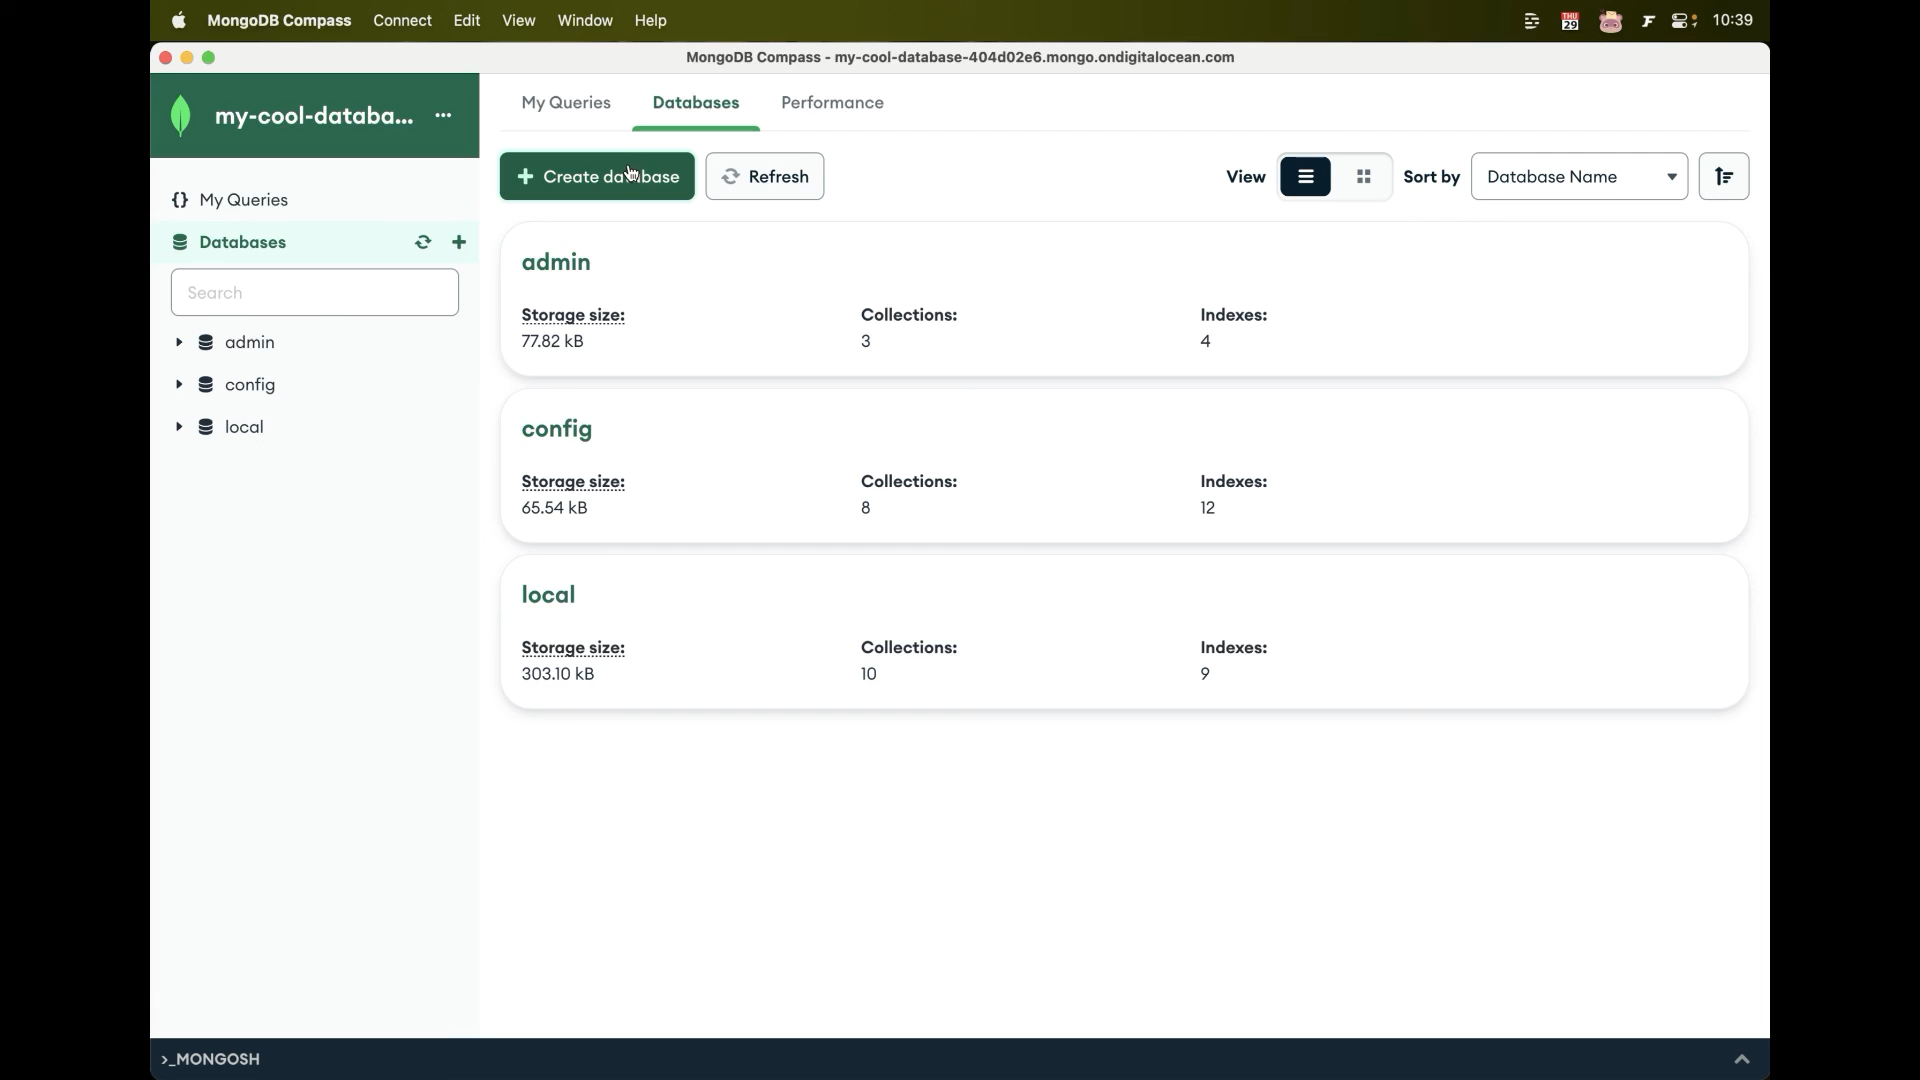 MongoDB Compass Connect Edit View Window Help THU 29 10:39
MongoDB Compass - my-cool-database-404d02e6.mongo.ondigitalocean.com
my-cool-databa... ...
My Queries Databases Performance
+ Create database Refresh View Sort by Database Name
{} My Queries
Databases
Search
admin
config
local
admin
Storage size: Collections: Indexes:
77.82 kB 3 4
config
Storage size: Collections: Indexes:
65.54 kB 8 12
local
Storage size: Collections: Indexes:
303.10 kB 10 9
>_MONGOSH